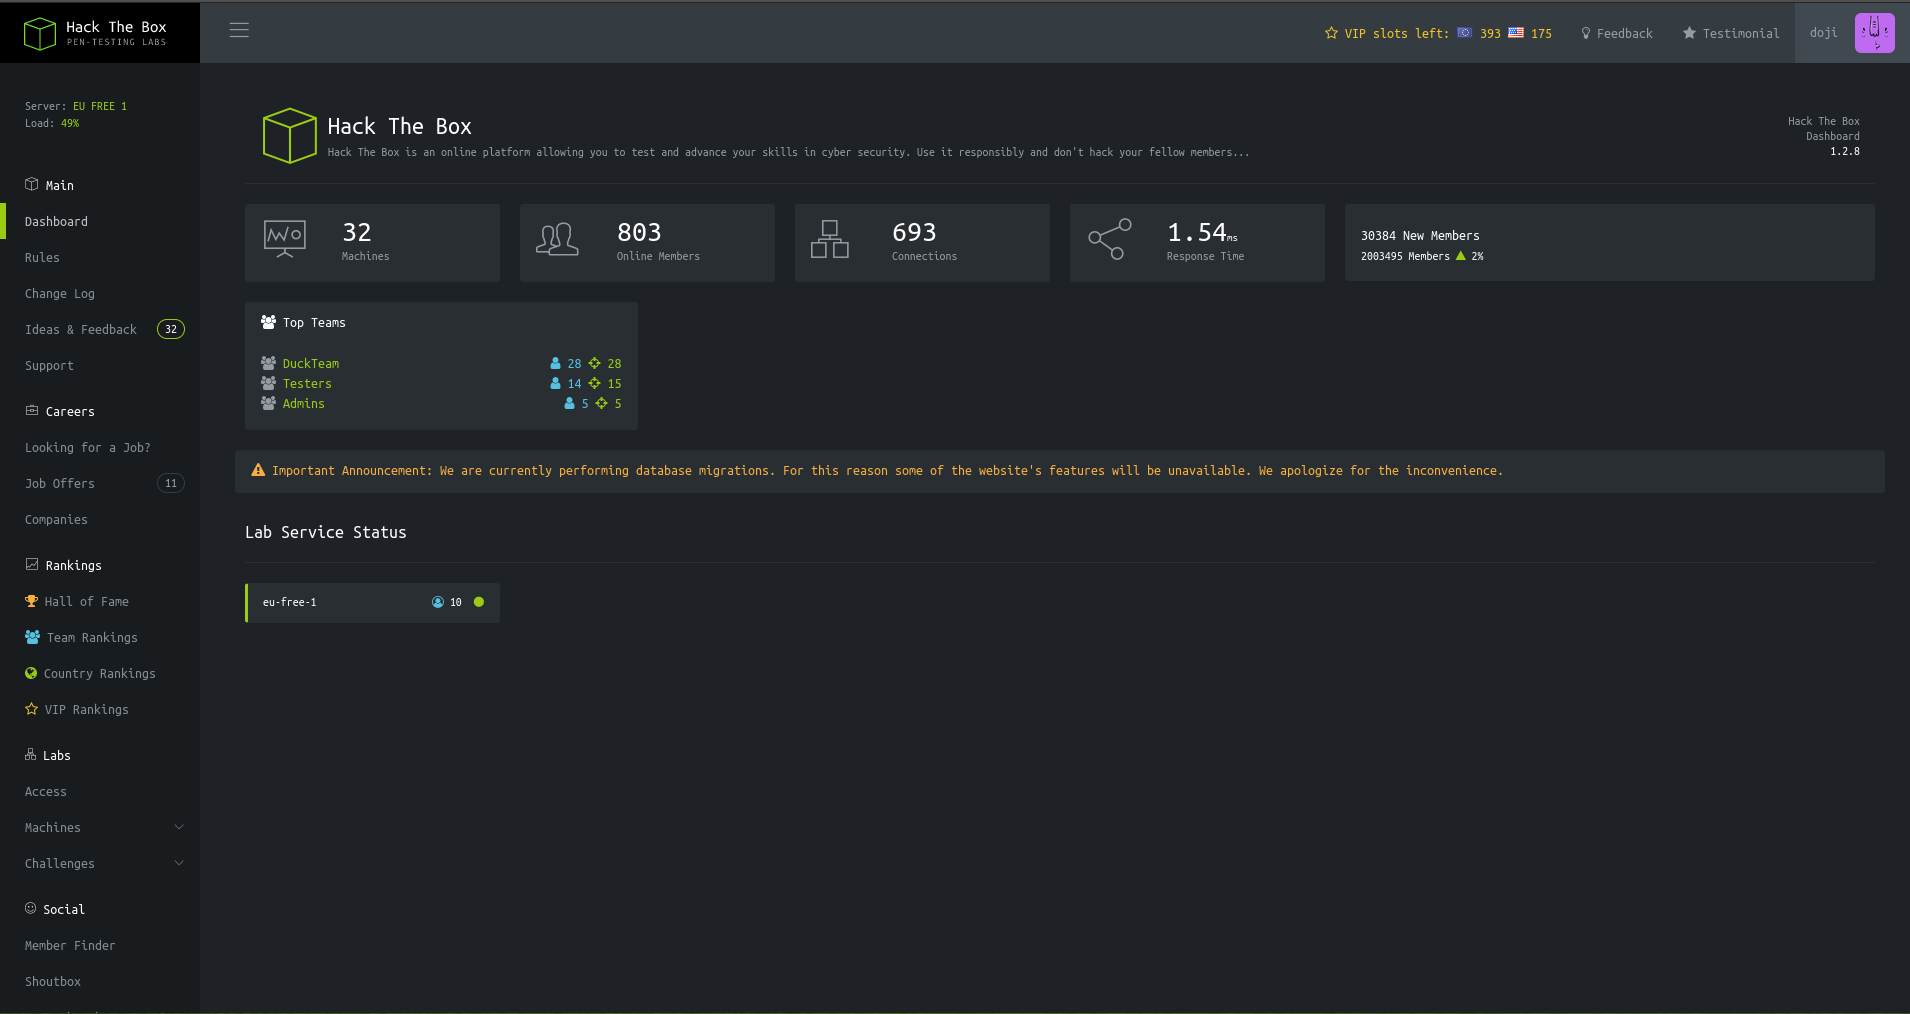 Hack The Box
PEN-TESTING LABS
VIP slots left: 393 175
Feedback
Testimonial
doji
Server: EU FREE 1
Load: 49%
Main
Dashboard
Rules
Change Log
Ideas & Feedback 32
Support
Careers
Looking for a Job?
Job Offers 11
Companies
Rankings
Hall of Fame
Team Rankings
Country Rankings
VIP Rankings
Labs
Access
Machines
Challenges
Social
Member Finder
Shoutbox
Hack The Box
Hack The Box is an online platform allowing you to test and advance your skills in cyber security. Use it responsibly and don't hack your fellow members...
Hack The Box
Dashboard
1.2.8
32
Machines
803
Online Members
693
Connections
1.54ms
Response Time
30384 New Members
2003495 Members 2%
Top Teams
DuckTeam 28 28
Testers 14 15
Admins 5 5
Important Announcement: We are currently performing database migrations. For this reason some of the website's features will be unavailable. We apologize for the inconvenience.
Lab Service Status
eu-free-1 10